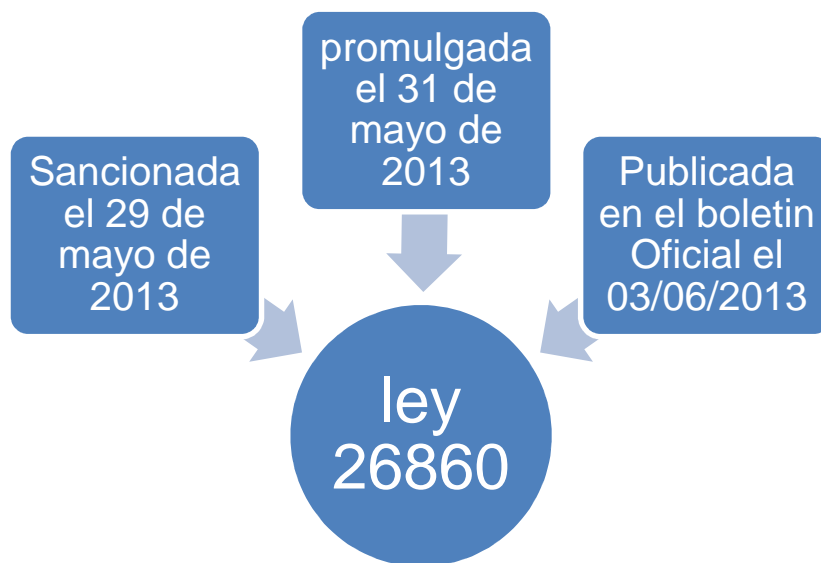 Sancionada
el 29 de
mayo de
2013
promulgada
el 31 de
mayo de
2013
Publicada
en el boletin
Oficial el
03/06/2013
ley
26860